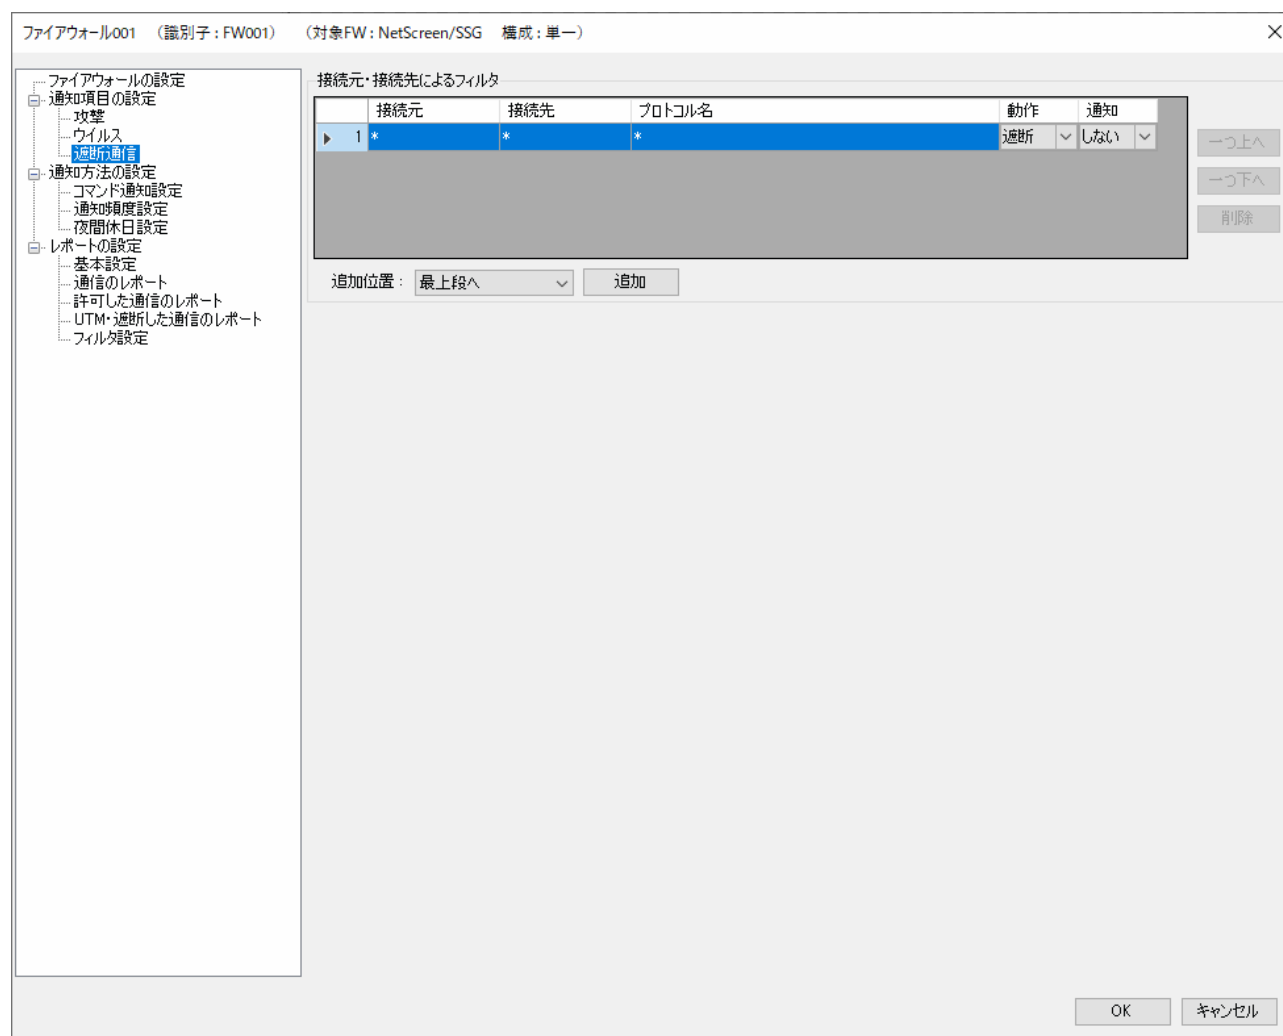 ファイアウォール001　（識別子 : FW001）　（対象FW : NetScreen/SSG　構成 : 単一）
ファイアウォールの設定
通知項目の設定
攻撃
ウイルス
遮断通信
通知方法の設定
コマンド通知設定
通知頻度設定
夜間休日設定
レポートの設定
基本設定
通信のレポート
許可した通信のレポート
UTM・遮断した通信のレポート
フィルタ設定
接続元・接続先によるフィルタ
接続元 接続先 プロトコル名 動作 通知
1 * * * 遮断 しない
一つ上へ
一つ下へ
削除
追加位置 : 最上段へ 追加
OK キャンセル